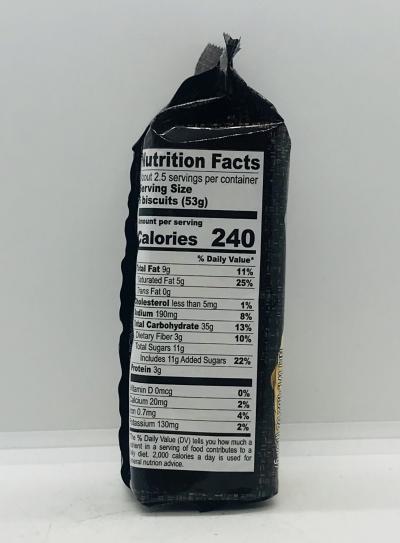 Nutrition Facts
About 2.5 servings per container
Serving Size
biscuits (53g)
Amount per serving
Calories 240
% Daily Value*
Total Fat 9g 11%
Saturated Fat 5g 25%
Trans Fat 0g
Cholesterol less than 5mg 1%
Sodium 190mg 8%
Total Carbohydrate 35g 13%
Dietary Fiber 3g 10%
Total Sugars 11g
Includes 11g Added Sugars 22%
Protein 3g
Vitamin D 0mcg 0%
Calcium 20mg 2%
Iron 0.7mg 4%
Potassium 130mg 2%
*The % Daily Value (DV) tells you how much a
nutrient in a serving of food contributes to a
daily diet. 2,000 calories a day is used for
general nutrion advice.